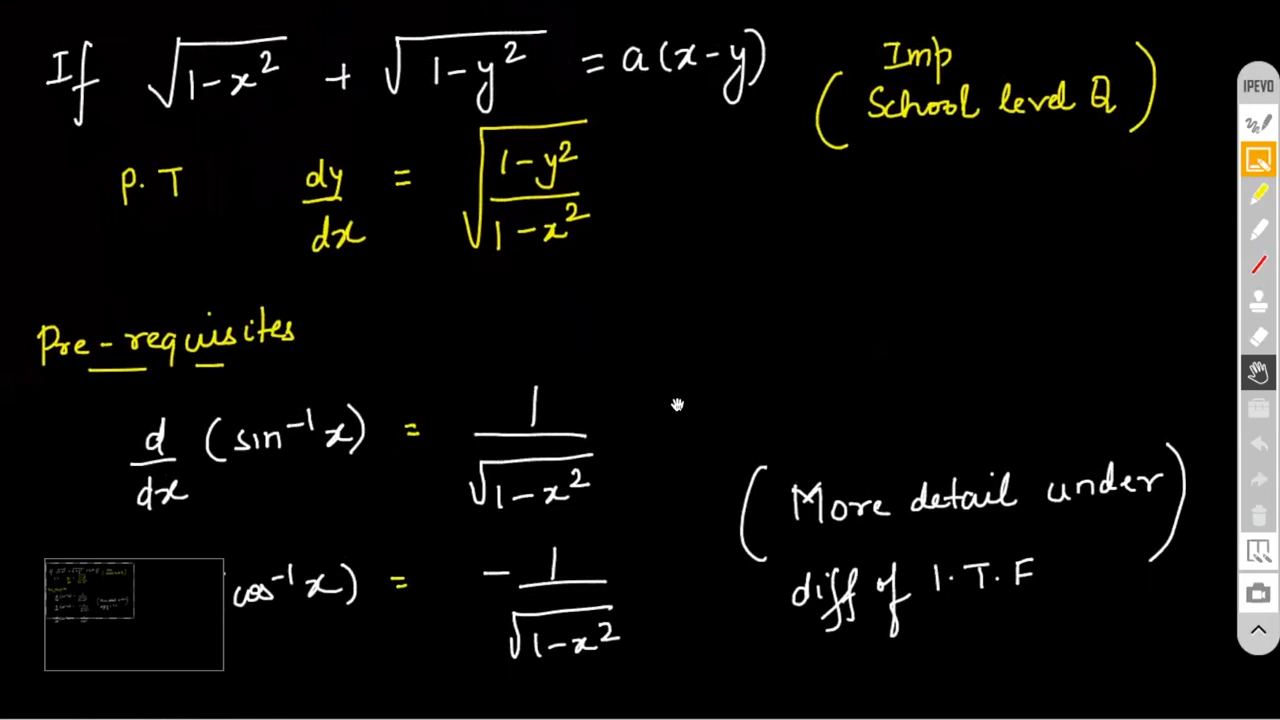 If √(1-x²) + √(1-y²) = a(x-y)
(Imp
School level Q)
P.T dy/dx = √((1-y²)/(1-x²))
Pre-requisites
d/dx (sin⁻¹x) = 1/√(1-x²)
(More detail under
diff of I.T.F)
cos⁻¹x) = -1/√(1-x²)
IPEVO